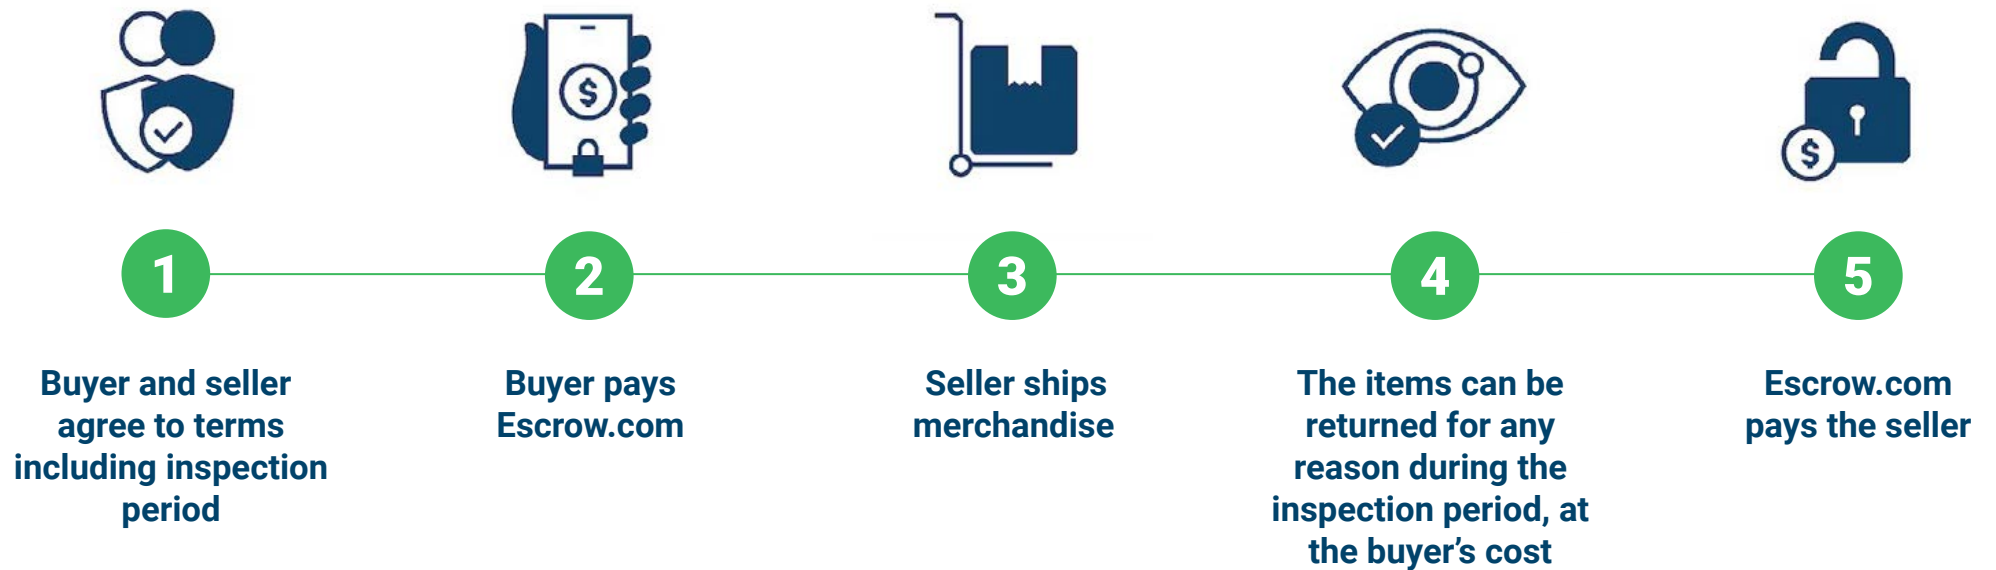 $
$
1
2
3
4
5
Buyer and seller
agree to terms
including inspection
period
Buyer pays
Escrow.com
Seller ships
merchandise
The items can be
returned for any
reason during the
inspection period, at
the buyer’s cost
Escrow.com
pays the seller